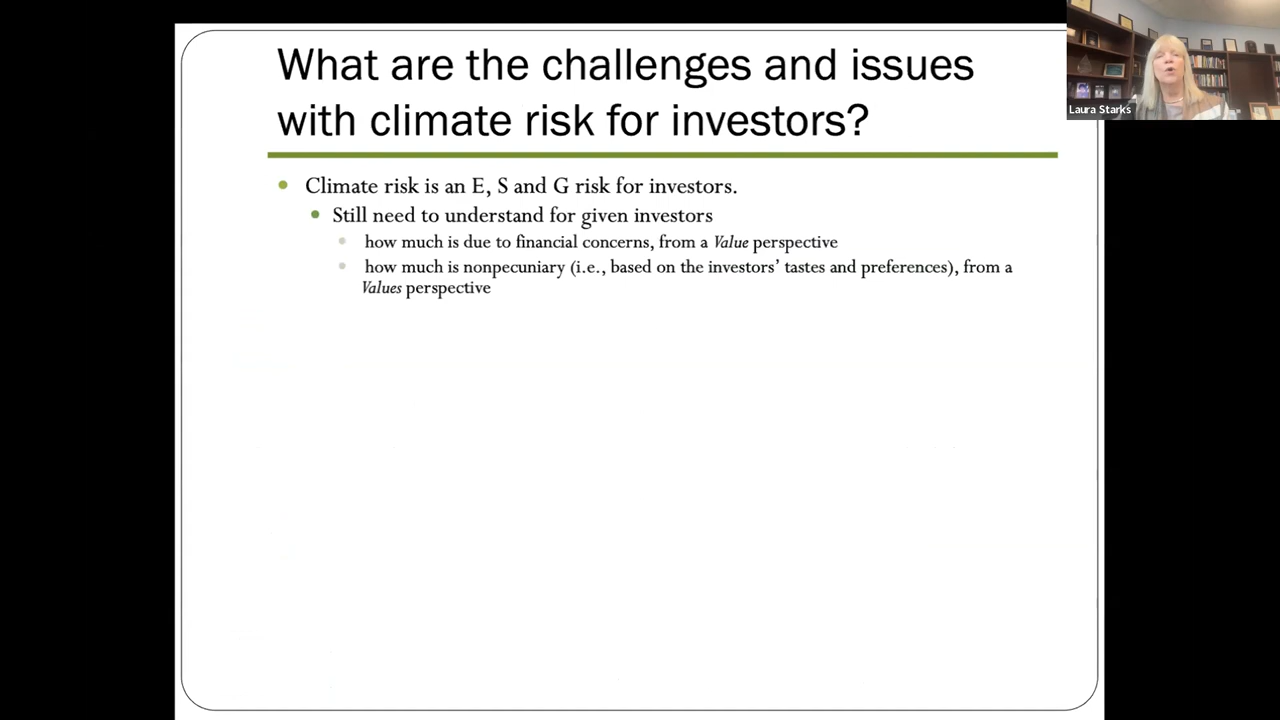 What are the challenges and issues
with climate risk for investors?
Laura Starks
• Climate risk is an E, S and G risk for investors.
• Still need to understand for given investors
• how much is due to financial concerns, from a Value perspective
• how much is nonpecuniary (i.e., based on the investors’ tastes and preferences), from a
Values perspective